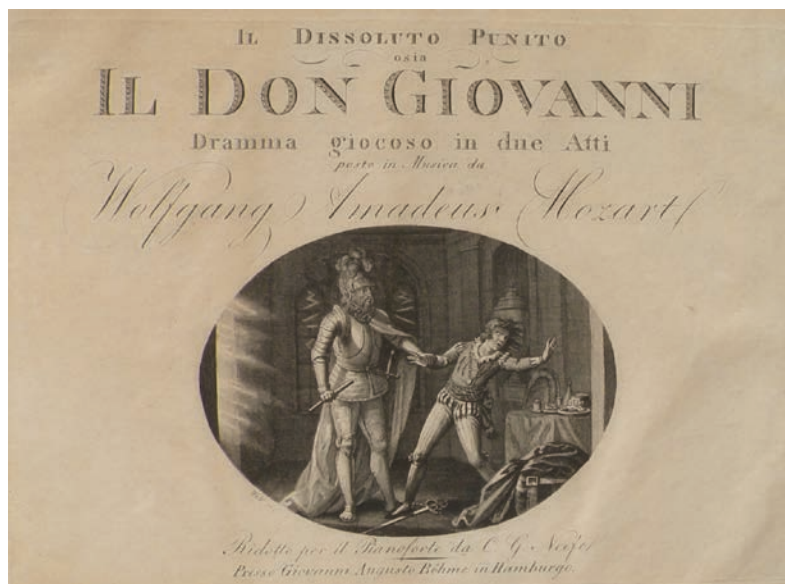 IL DISSOLUTO PUNITO
osia
IL DON GIOVANNI
Dramma giocoso in due Atti
posto in Musica da
Wolfgang Amadeus Mozart
Ridotto per il Pianoforte da C. G. Neefe
Presso Giovanni Augusto Böhme in Hamburgo.